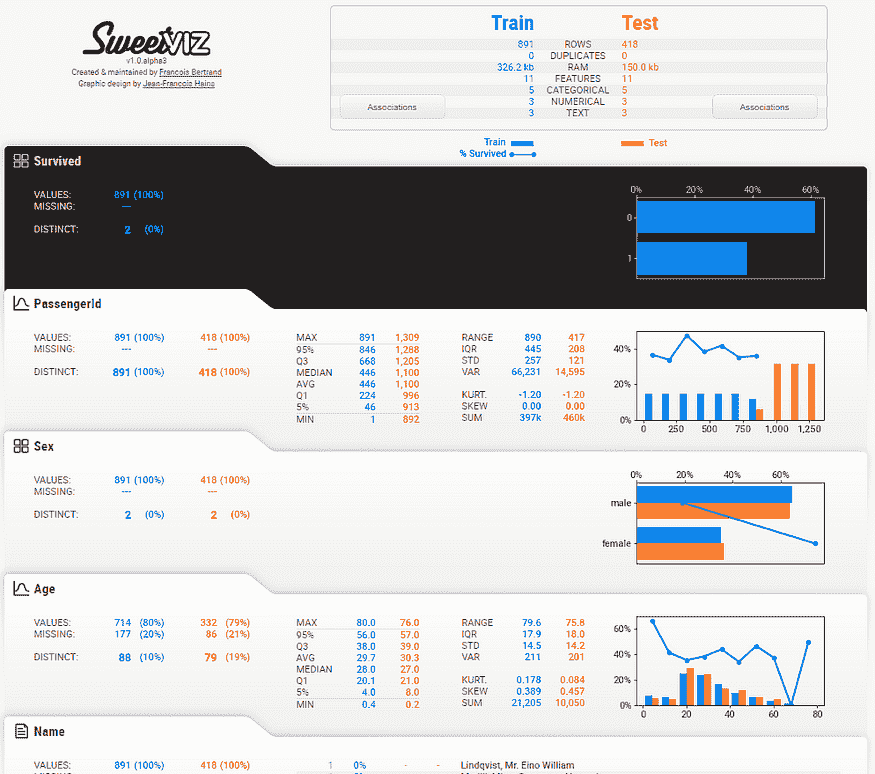 SweetVIZ
v1.0.alpha3
Created & maintained by Francois Bertrand
Graphic design by Jean-Francois Hains
Train Test
891 ROWS 418
0 DUPLICATES 0
326.2 kb RAM 150.0 kb
11 FEATURES 11
5 CATEGORICAL 5
3 NUMERICAL 3
3 TEXT 3
Associations Associations
Train Test
% Survived
Survived
VALUES: 891 (100%)
MISSING: ---
DISTINCT: 2 (0%)
0% 20% 40% 60%
0
1
PassengerId
VALUES: 891 (100%) 418 (100%)
MISSING: --- ---
DISTINCT: 891 (100%) 418 (100%)
MAX 891 1,309
95% 846 1,288
Q3 668 1,205
MEDIAN 446 1,100
AVG 446 1,100
Q1 224 996
5% 46 913
MIN 1 892
RANGE 890 417
IQR 445 208
STD 257 121
VAR 66,231 14,595
KURT. -1.20 -1.20
SKEW 0.00 0.00
SUM 397k 460k
40%
20%
0%
0 250 500 750 1,000 1,250
Sex
VALUES: 891 (100%) 418 (100%)
MISSING: --- ---
DISTINCT: 2 (0%) 2 (0%)
0% 20% 40% 60%
male
female
Age
VALUES: 714 (80%) 332 (79%)
MISSING: 177 (20%) 86 (21%)
DISTINCT: 88 (10%) 79 (19%)
MAX 80.0 76.0
95% 56.0 57.0
Q3 38.0 39.0
AVG 29.7 30.3
MEDIAN 28.0 27.0
Q1 20.1 21.0
5% 4.0 8.0
MIN 0.4 0.2
RANGE 79.6 75.8
IQR 17.9 18.0
STD 14.5 14.2
VAR 211 201
KURT. 0.178 0.084
SKEW 0.389 0.457
SUM 21,205 10,050
60%
40%
20%
0%
0 20 40 60 80
Name
VALUES: 891 (100%) 418 (100%)
1 0% - - Lindqvist, Mr. Eino William